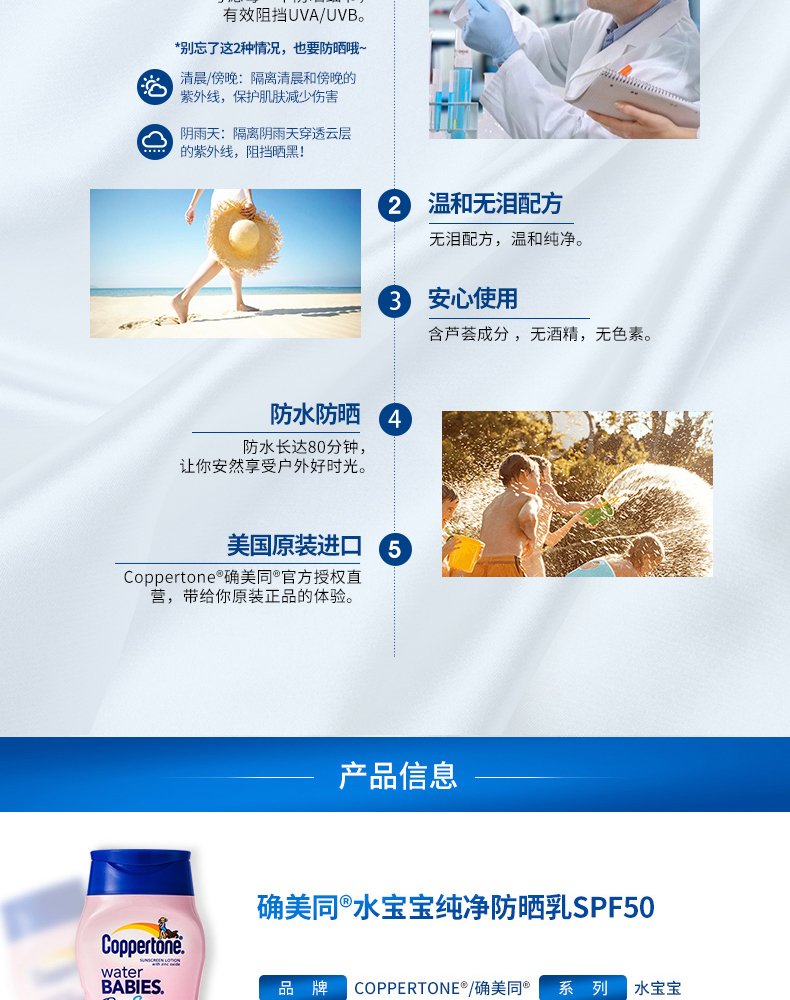 有效阻挡UVA/UVB。
*别忘了这2种情况，也要防晒哦~
清晨/傍晚：隔离清晨和傍晚的
紫外线，保护肌肤减少伤害
阴雨天：隔离阴雨天穿透云层
的紫外线，阻挡晒黑！
2 温和无泪配方
无泪配方，温和纯净。
3 安心使用
含芦荟成分，无酒精，无色素。
防水防晒 4
防水长达80分钟，
让你安然享受户外好时光。
美国原装进口 5
Coppertone®确美同®官方授权直
营，带给你原装正品的体验。
产品信息
确美同®水宝宝纯净防晒乳SPF50
Coppertone.
SUNSCREEN LOTION
with zinc oxide
water
BABIES.
品 牌 COPPERTONE®/确美同® 系 列 水宝宝